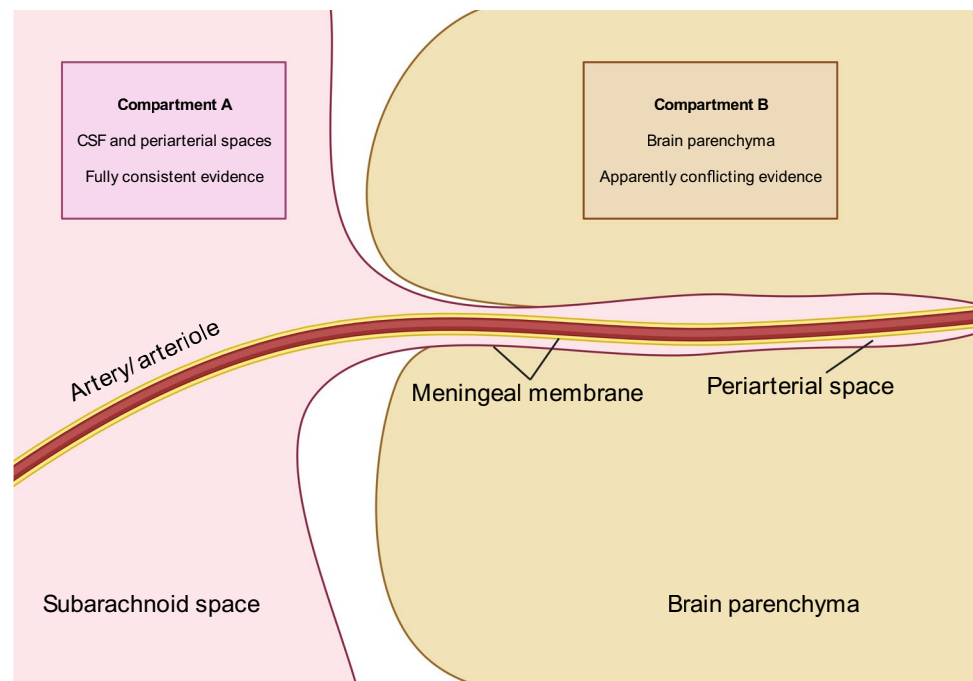 Compartment A
CSF and periarterial spaces
Fully consistent evidence
Compartment B
Brain parenchyma
Apparently conflicting evidence
Artery/arteriole
Meningeal membrane
Periarterial space
Subarachnoid space
Brain parenchyma